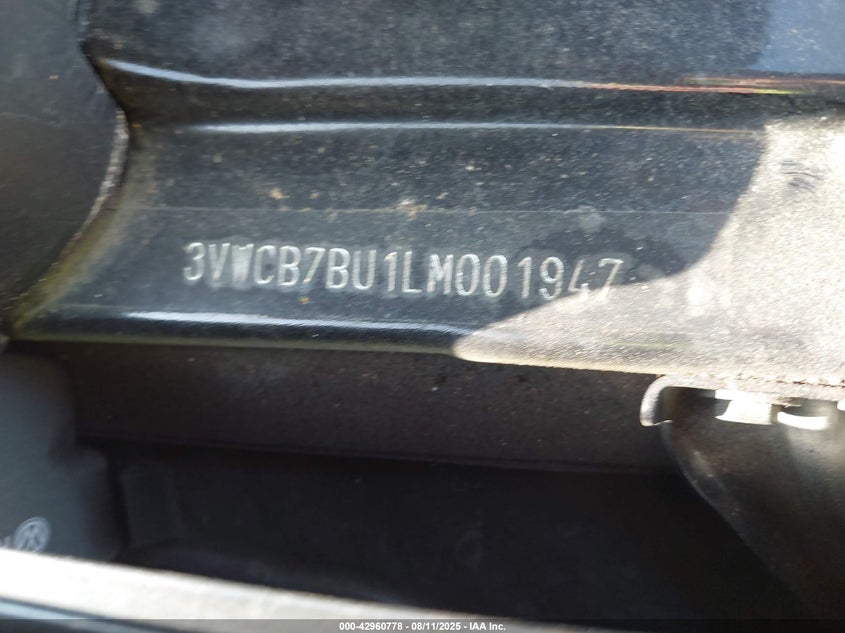 3VWCB7BU1LM001947
000-42960778 - 08/11/2025 - IAA Inc.